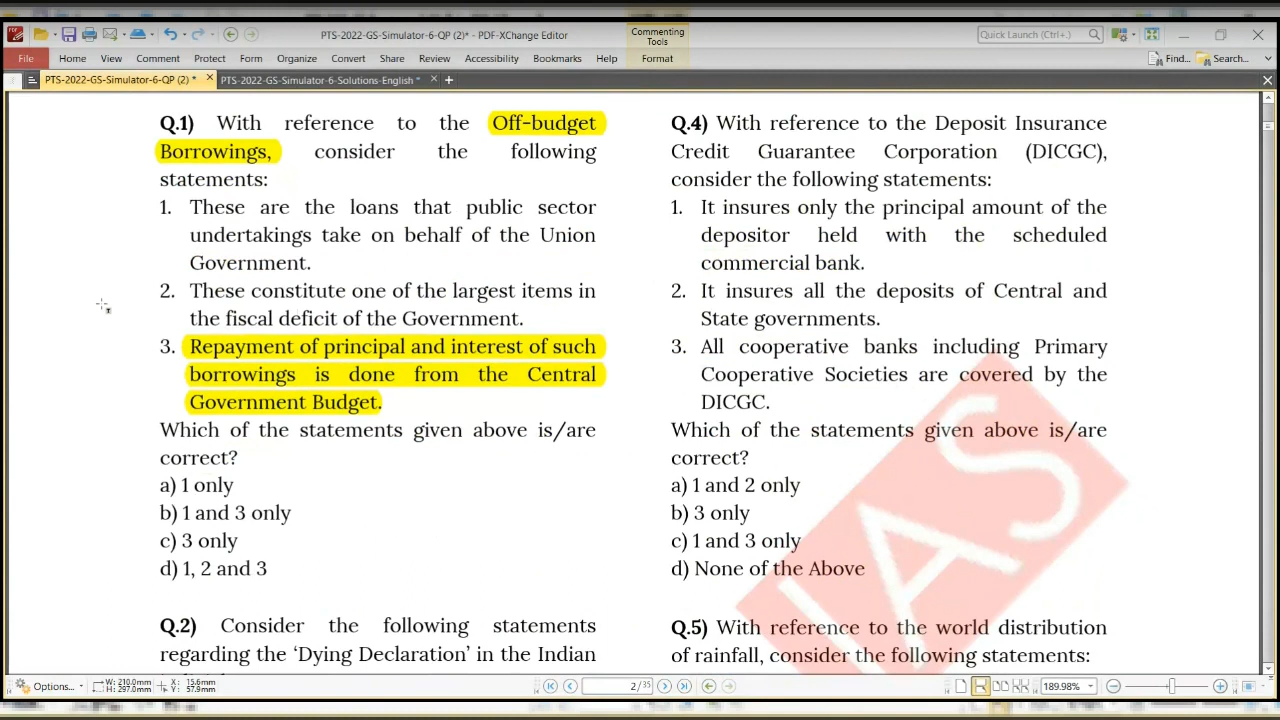 PTS-2022-GS-Simulator-6-QP (2)* - PDF-XChange Editor
Commenting Tools
Quick Launch (Ctrl+.)
File Home View Comment Protect Form Organize Convert Share Review Accessibility Bookmarks Help Format
Find... Search...
PTS-2022-GS-Simulator-6-QP (2) * PTS-2022-GS-Simulator-6-Solutions-English *
Q.1) With reference to the Off-budget
Borrowings, consider the following
statements:
1. These are the loans that public sector
undertakings take on behalf of the Union
Government.
2. These constitute one of the largest items in
the fiscal deficit of the Government.
3. Repayment of principal and interest of such
borrowings is done from the Central
Government Budget.
Which of the statements given above is/are
correct?
a) 1 only
b) 1 and 3 only
c) 3 only
d) 1, 2 and 3
Q.2) Consider the following statements
regarding the ‘Dying Declaration’ in the Indian
Q.4) With reference to the Deposit Insurance
Credit Guarantee Corporation (DICGC),
consider the following statements:
1. It insures only the principal amount of the
depositor held with the scheduled
commercial bank.
2. It insures all the deposits of Central and
State governments.
3. All cooperative banks including Primary
Cooperative Societies are covered by the
DICGC.
Which of the statements given above is/are
correct?
a) 1 and 2 only
b) 3 only
c) 1 and 3 only
d) None of the Above
Q.5) With reference to the world distribution
of rainfall, consider the following statements:
IAS
Options...
W: 210.0mm
H: 297.0mm
X: 15.6mm
Y: 57.9mm
2/35
189.98%